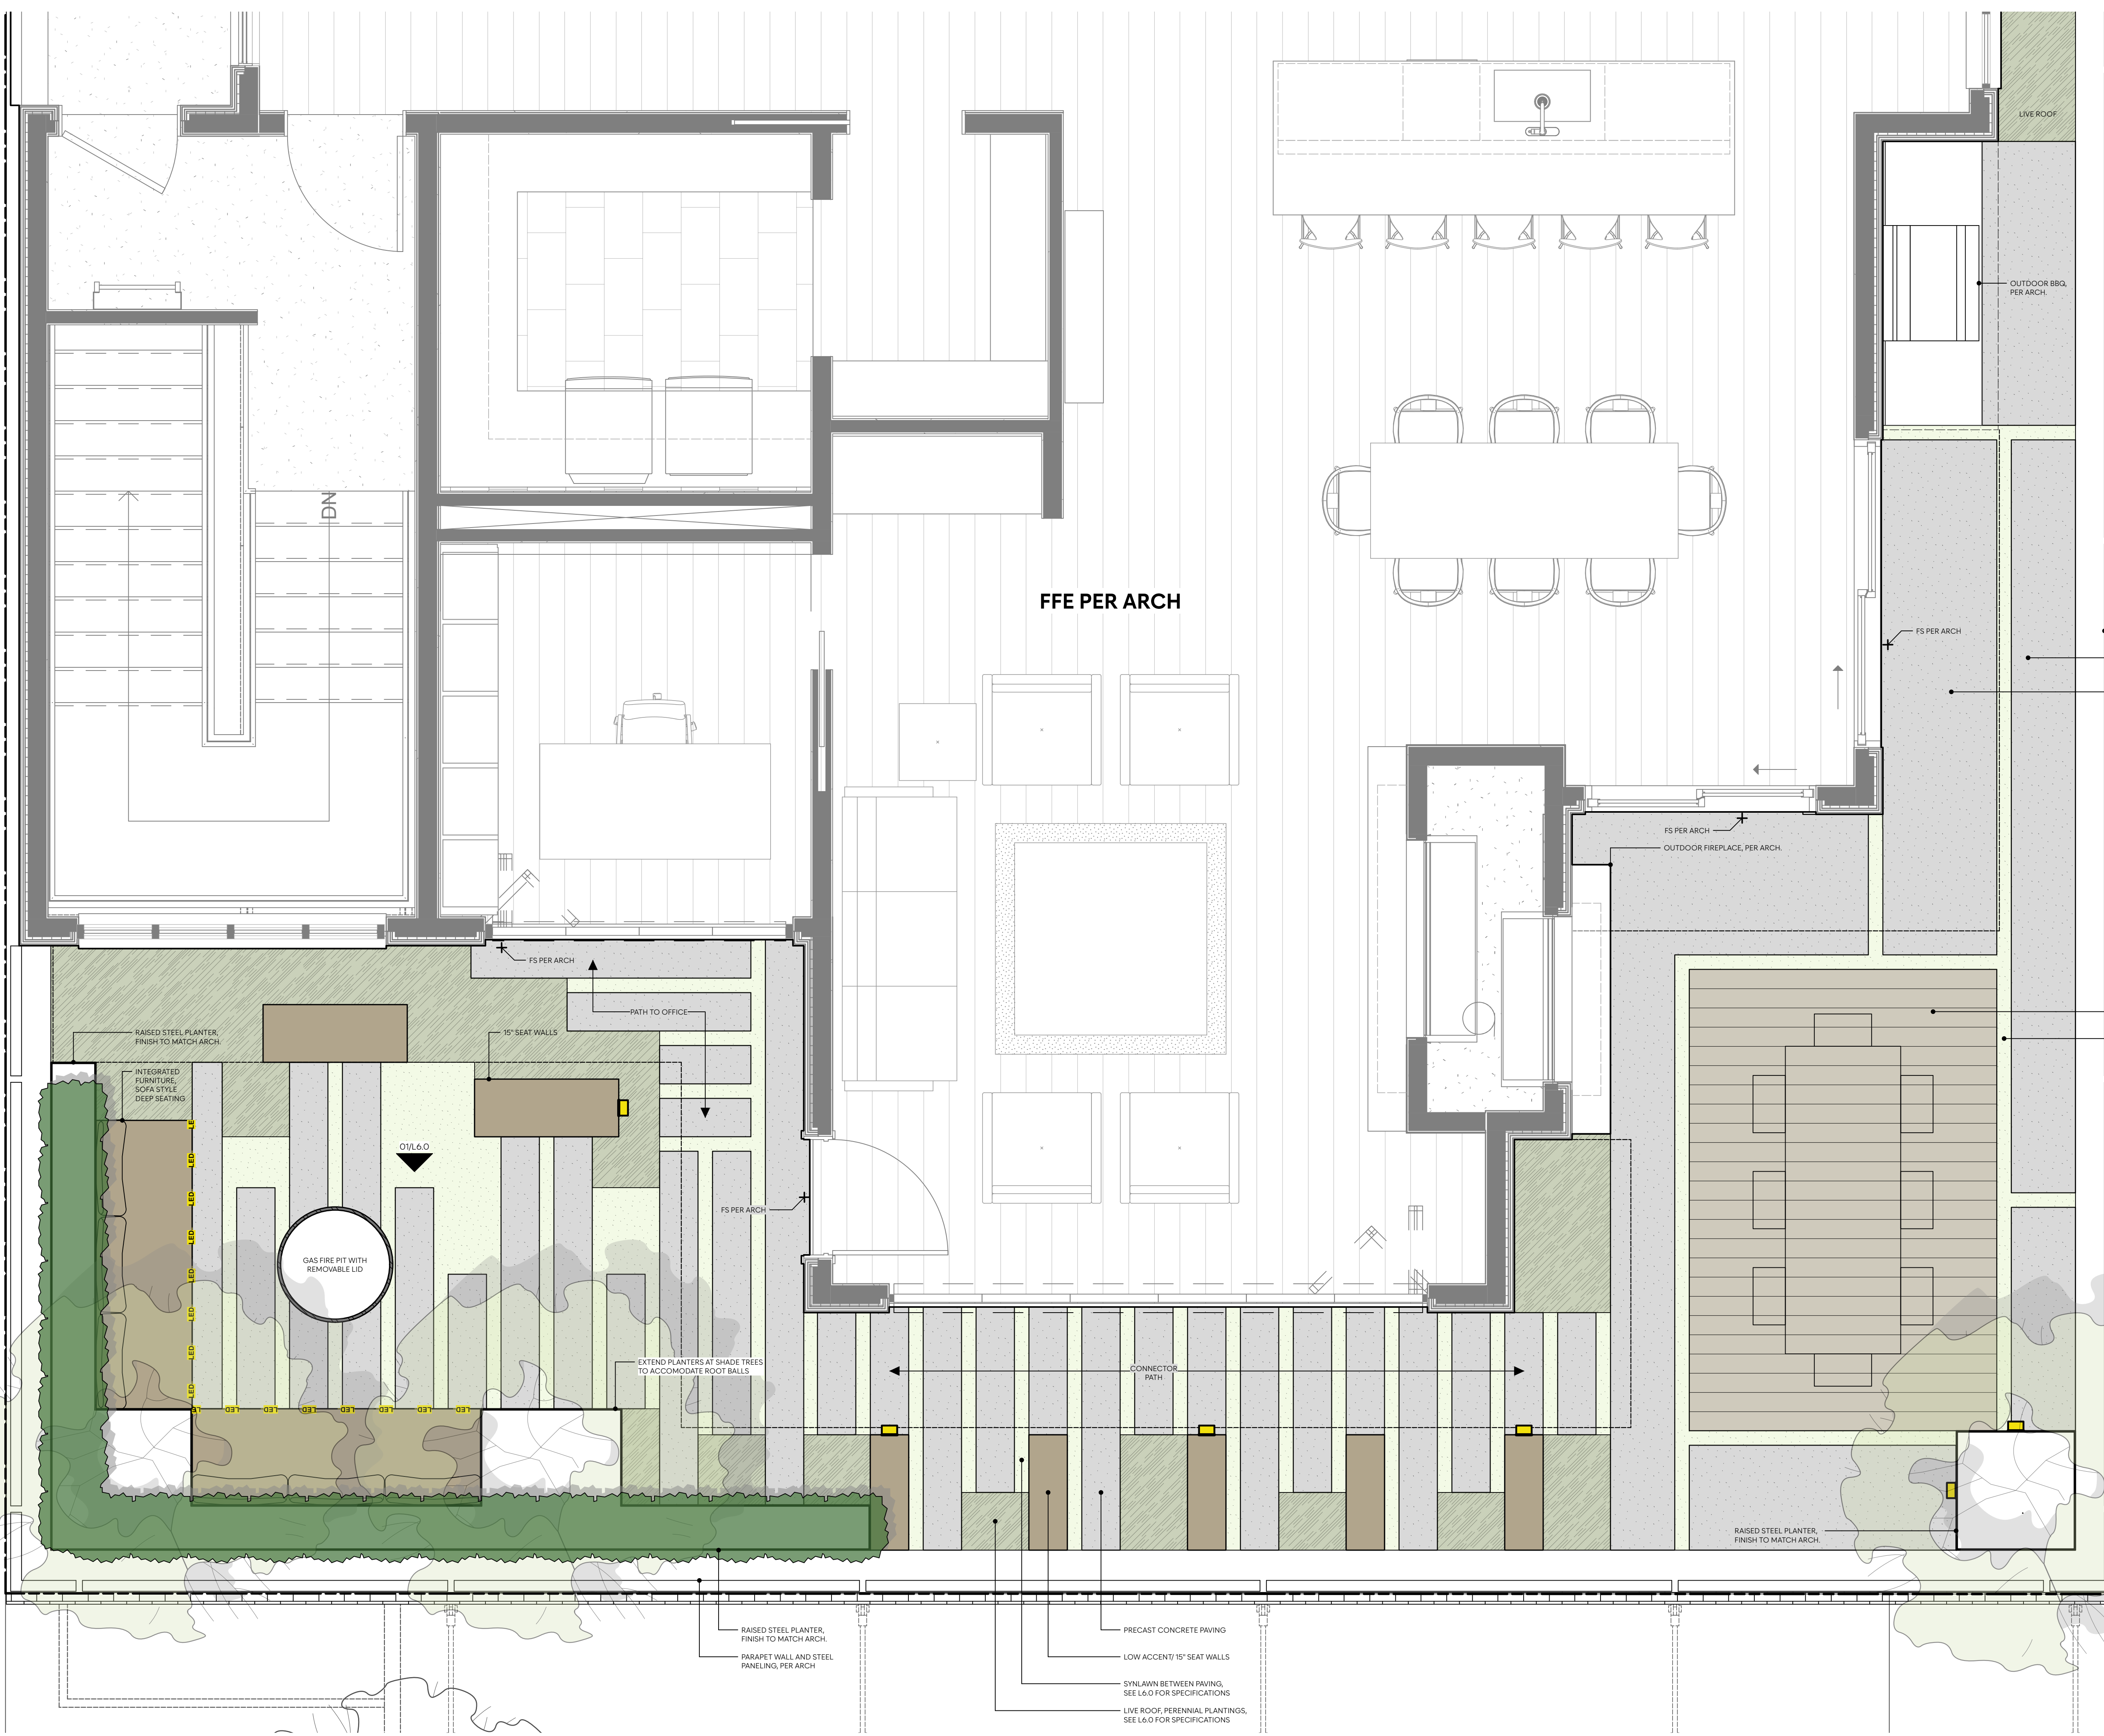 LIVE ROOF
OUTDOOR BBQ,
PER ARCH.
DN
FFE PER ARCH
FS PER ARCH
FS PER ARCH
OUTDOOR FIREPLACE, PER ARCH.
FS PER ARCH
PATH TO OFFICE
RAISED STEEL PLANTER,
FINISH TO MATCH ARCH.
15" SEAT WALLS
INTEGRATED
FURNITURE,
SOFA STYLE
DEEP SEATING
01/L6.0
FS PER ARCH
GAS FIRE PIT WITH
REMOVABLE LID
LE
LED
LED
LED
LED
LED
LED
LED
LE
LED
LED
LED
LED
LED
LED
LED
EXTEND PLANTERS AT SHADE TREES
TO ACCOMODATE ROOT BALLS
CONNECTOR
PATH
RAISED STEEL PLANTER,
FINISH TO MATCH ARCH.
RAISED STEEL PLANTER,
FINISH TO MATCH ARCH.
PARAPET WALL AND STEEL
PANELING, PER ARCH
PRECAST CONCRETE PAVING
LOW ACCENT/ 15" SEAT WALLS
SYNLAWN BETWEEN PAVING,
SEE L6.0 FOR SPECIFICATIONS
LIVE ROOF, PERENNIAL PLANTINGS,
SEE L6.0 FOR SPECIFICATIONS